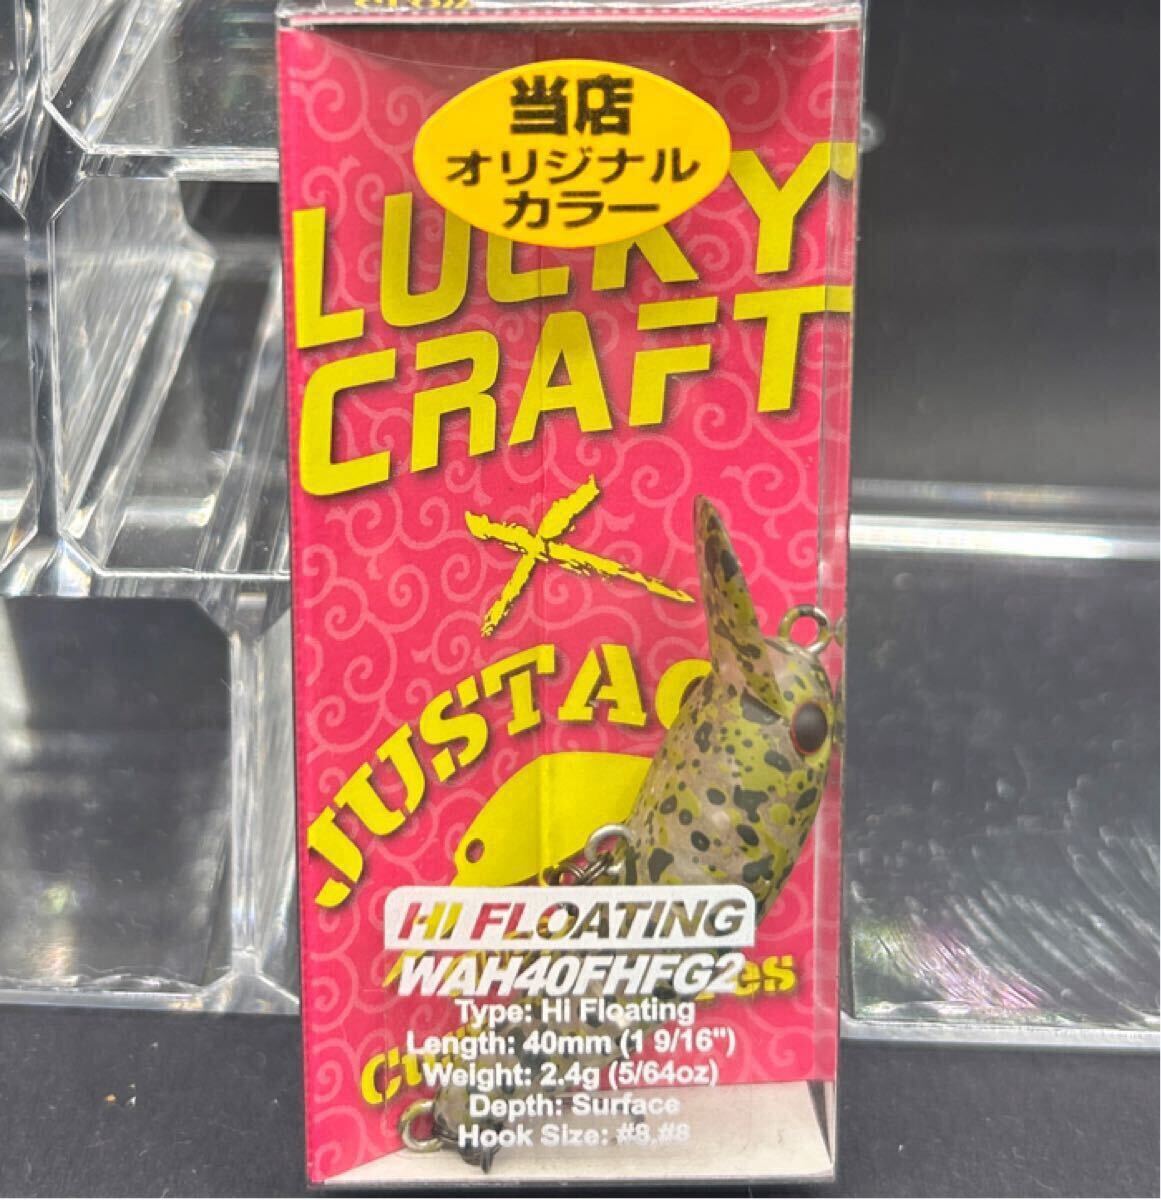 当店
オリジナル
カラー
LUCKY
CRAFT
×
HI FLOATING
WAH40FHFG2
Type: Hi Floating
Length: 40mm (1 9/16")
Weight: 2.4g (5/64oz)
Depth: Surface
Hook Size: #8,#8